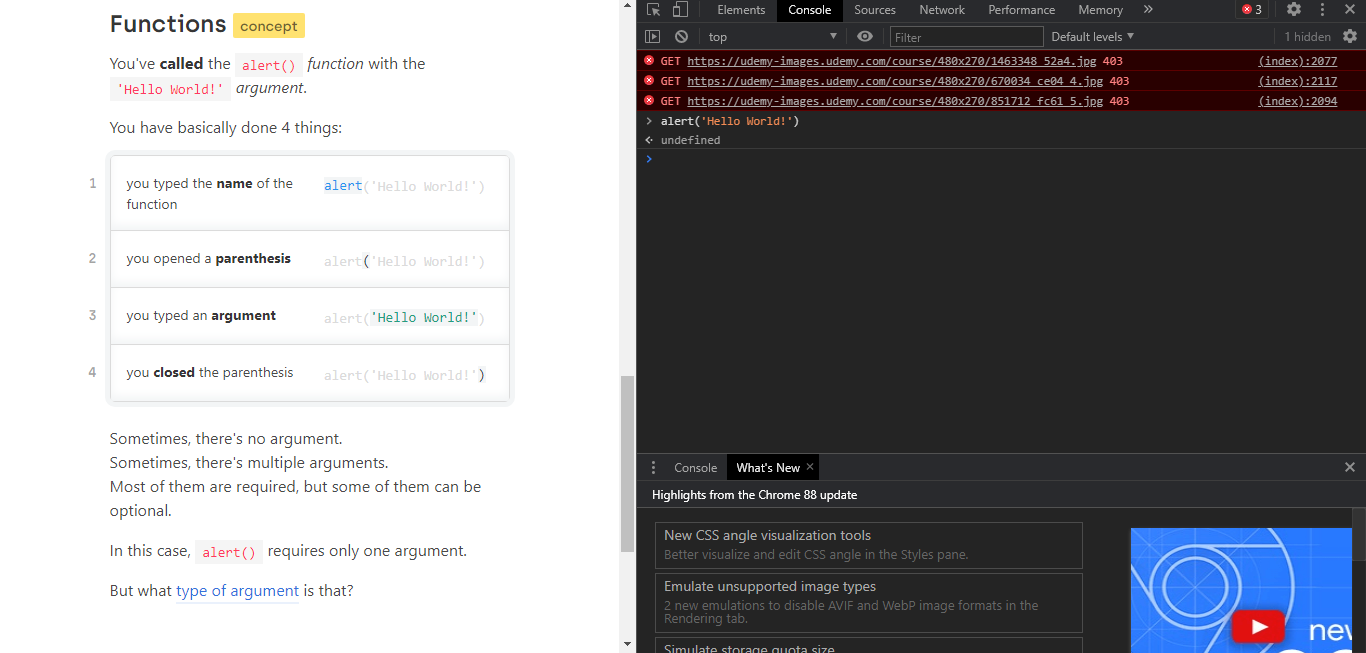 Functions concept
You've called the alert() function with the
'Hello World!' argument.
You have basically done 4 things:
1 you typed the name of the alert('Hello World!')
function
2 you opened a parenthesis alert('Hello World!')
3 you typed an argument alert('Hello World!')
4 you closed the parenthesis alert('Hello World!')
Sometimes, there's no argument.
Sometimes, there's multiple arguments.
Most of them are required, but some of them can be
optional.
In this case, alert() requires only one argument.
But what type of argument is that?
Elements Console Sources Network Performance Memory » 3
top Filter Default levels 1 hidden
GET https://udemy-images.udemy.com/course/480x270/1463348_52a4.jpg 403 (index):2077
GET https://udemy-images.udemy.com/course/480x270/670034_ce04_4.jpg 403 (index):2117
GET https://udemy-images.udemy.com/course/480x270/851712_fc61_5.jpg 403 (index):2094
> alert('Hello World!')
undefined
>
Console What's New ×
Highlights from the Chrome 88 update
New CSS angle visualization tools
Better visualize and edit CSS angle in the Styles pane.
Emulate unsupported image types
2 new emulations to disable AVIF and WebP image formats in the
Rendering tab.
Simulate storage quota size
new